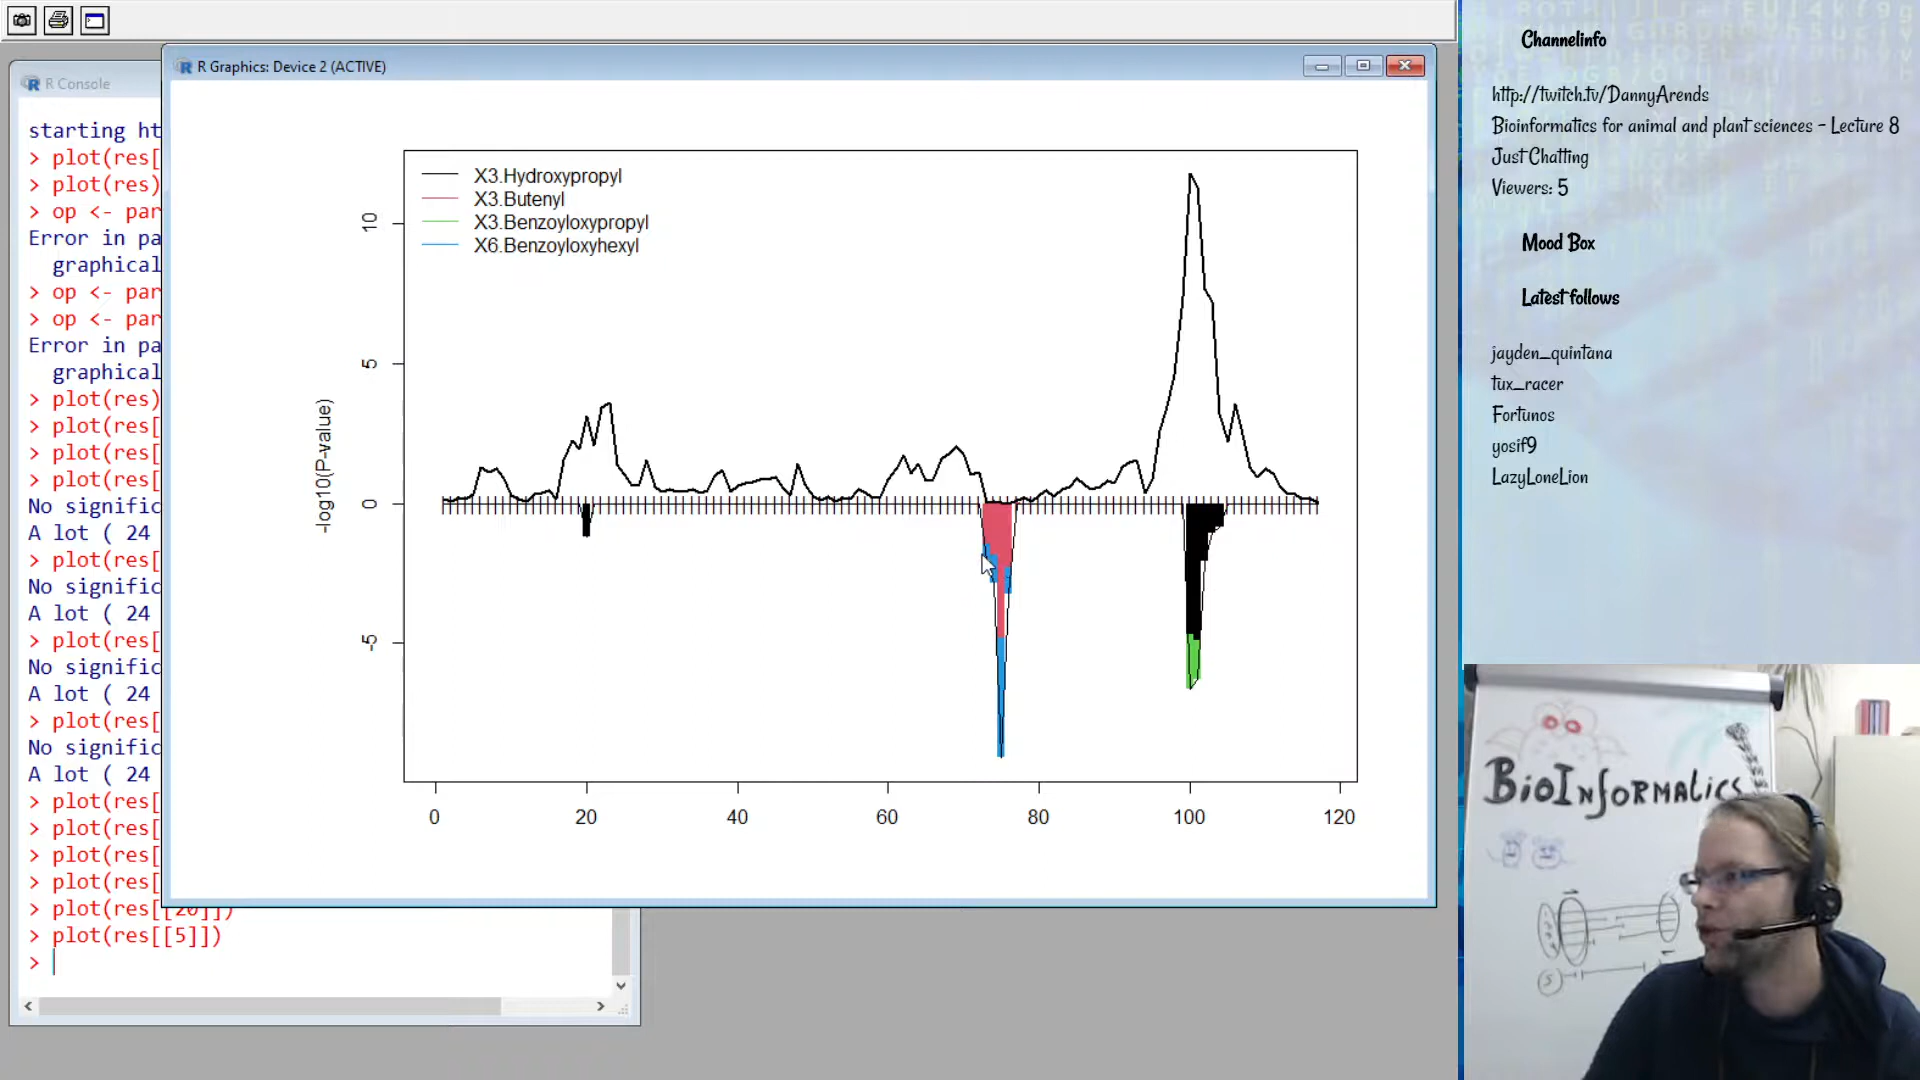 R Graphics: Device 2 (ACTIVE)
R Console
starting ht
> plot(res[
> plot(res)
> op <- par
Error in pa
graphical
> op <- par
> op <- par
Error in pa
graphical
> plot(res)
> plot(res[
> plot(res[
> plot(res[
No signific
A lot ( 24
> plot(res[
No signific
A lot ( 24
> plot(res[
No signific
A lot ( 24
> plot(res[
No signific
A lot ( 24
> plot(res[
> plot(res[
> plot(res[
> plot(res[
> plot(res[[20]])
> plot(res[[5]])
>
X3.Hydroxypropyl
X3.Butenyl
X3.Benzoyloxypropyl
X6.Benzoyloxyhexyl
-log10(P-value)
10
5
0
-5
0 20 40 60 80 100 120
Channelinfo
http://twitch.tv/DannyArends
Bioinformatics for animal and plant sciences - Lecture 8
Just Chatting
Viewers: 5
Mood Box
Latest follows
jayden_quintana
tux_racer
Fortunos
yosif9
LazyLoneLion
BioInformatics